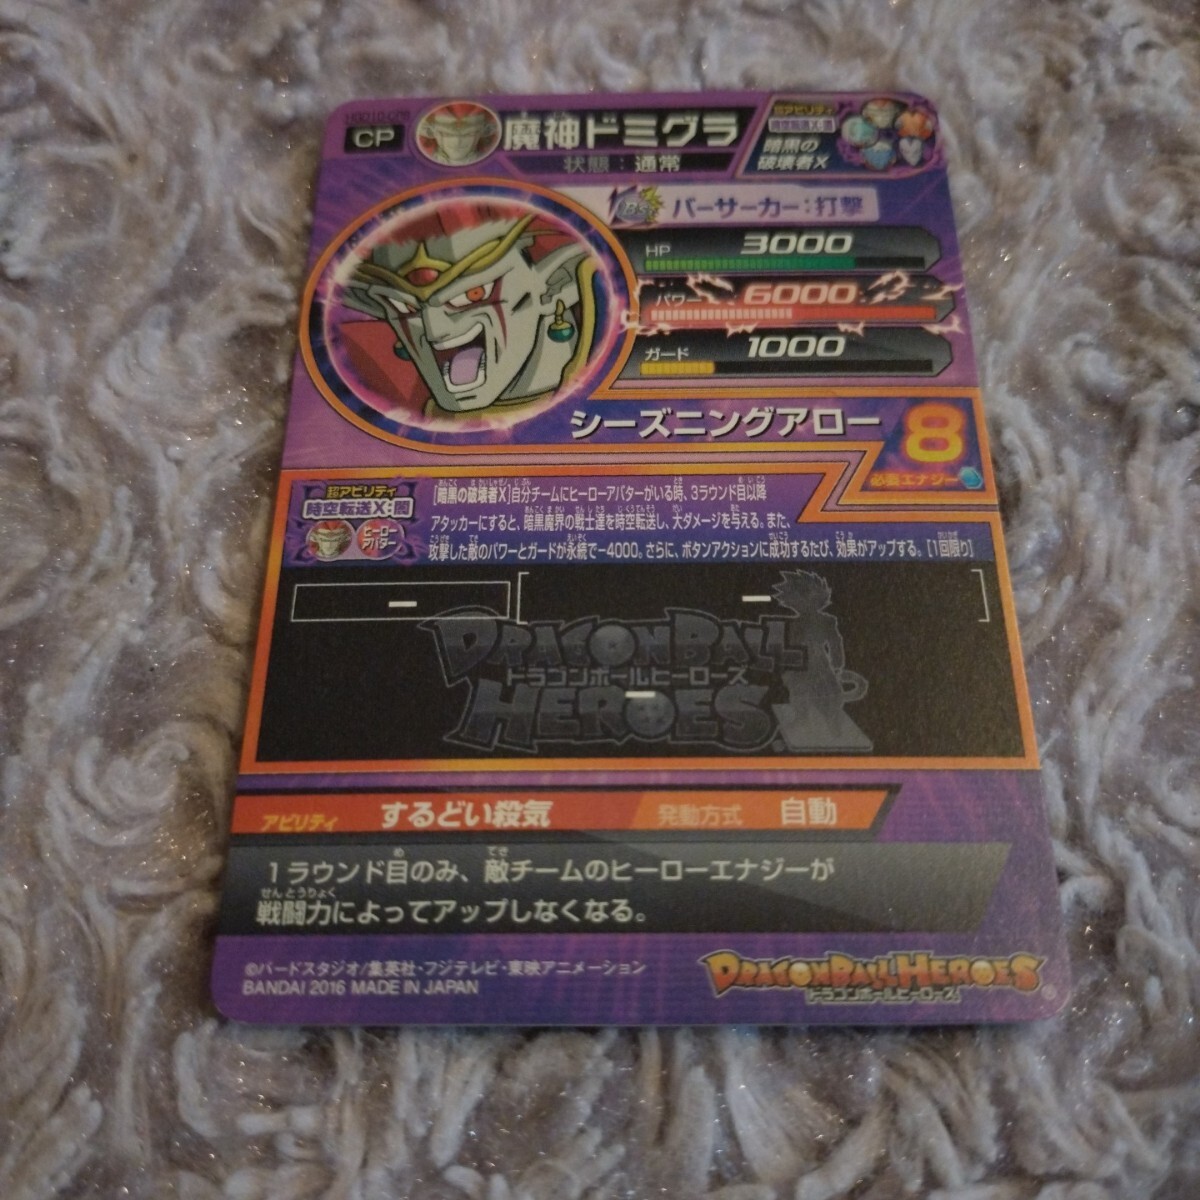 CP
魔神ドミグラ
状態：通常
超アビリティ
時空転送X:闇
暗黒の
破壊者X
BS
バーサーカー:打撃
HP 3000
パワー 6000
ガード 1000
シーズニングアロー
8
必要エナジー
超アビリティ
時空転送X:闇
ヒーロー
アバター
[暗黒の破壊者X]自分チームにヒーローアバターがいる時、3ラウンド目以降
アタッカーにすると、暗黒魔界の戦士達を時空転送し、大ダメージを与える。また、
攻撃した敵のパワーとガードが永続で-4000。さらに、ボタンアクションに成功するたび、効果がアップする。[1回限り]
ー [ ー ]
DRAGON BALL
ドラゴンボールヒーローズ
HEROES
ー
アビリティ するどい殺気 発動方式 自動
1ラウンド目のみ、敵チームのヒーローエナジーが
戦闘力によってアップしなくなる。
©バードスタジオ/集英社・フジテレビ・東映アニメーション
BANDAI 2016 MADE IN JAPAN
DRAGON BALL HEROES
ドラゴンボールヒーローズ